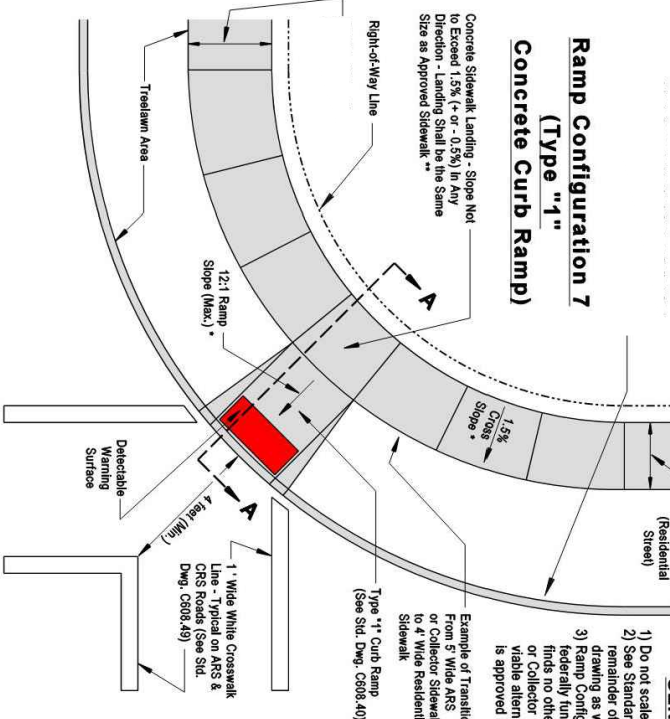 Ramp Configuration 7
(Type "1"
Concrete Curb Ramp)
Concrete Sidewalk Landing - Slope Not
to Exceed 1.5% (+ or - 0.5%) In Any
Direction - Landing Shall be the Same
Size as Approved Sidewalk **
Right-of-Way Line
Treelawn Area
12:1 Ramp
Slope (Max.) *
A
1.5%
Cross
Slope *
(Residential
Street)
1) Do not scale
2) See Standard
remainder of
drawing as w
3) Ramp Config
federally fun
finds no othe
or Collector
viable altern
is approved
Example of Transitio
From 5' Wide ARS
or Collector Sidewal
to 4' Wide Resident
Sidewalk
Type "1" Curb Ramp
(See Std. Dwg. C608.40)
A
4 feet (Min.)
Detectable
Warning
Surface
1' Wide White Crosswalk
Line - Typical on ARS &
CRS Roads (See Std.
Dwg. C608.49)